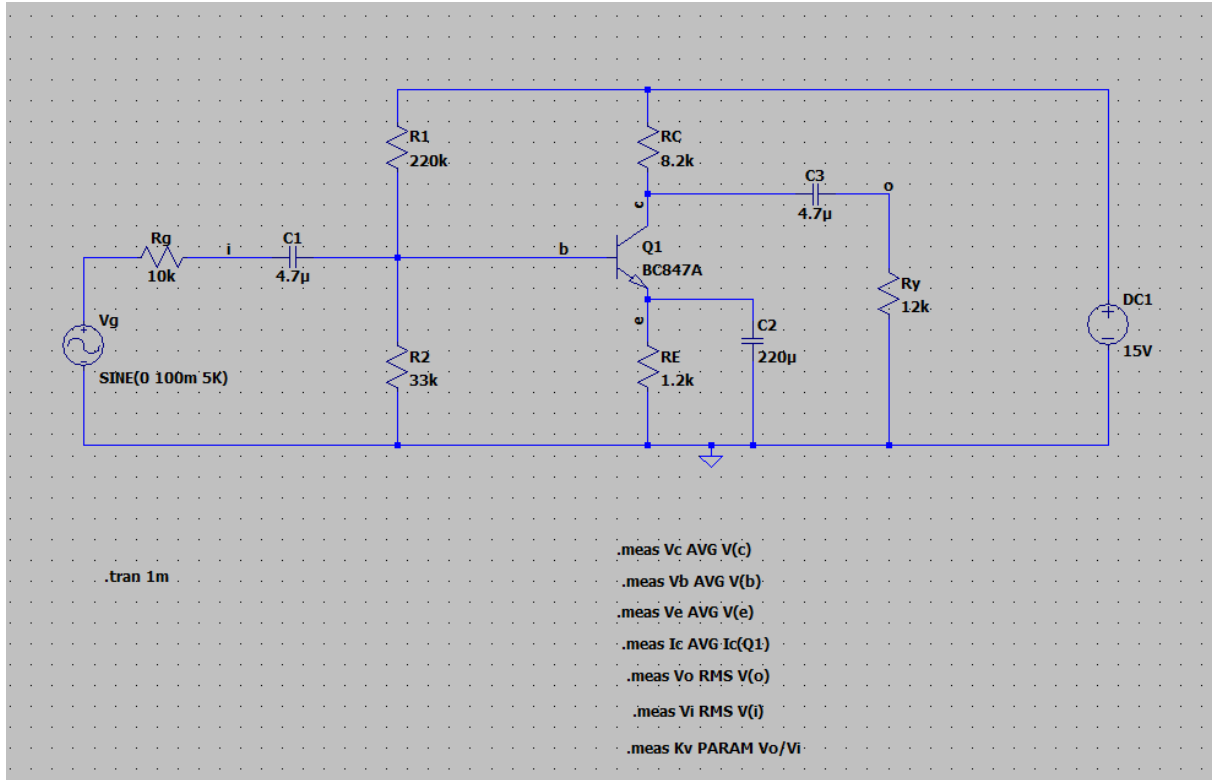 R1
220k
RC
8.2k
C3
4.7µ
o
c
Rg
10k
i
C1
4.7µ
b
Q1
BC847A
Ry
12k
DC1
15V
Vg
SINE(0 100m 5K)
R2
33k
e
RE
1.2k
C2
220µ
.tran 1m
.meas Vc AVG V(c)
.meas Vb AVG V(b)
.meas Ve AVG V(e)
.meas Ic AVG Ic(Q1)
.meas Vo RMS V(o)
.meas Vi RMS V(i)
.meas Kv PARAM Vo/Vi